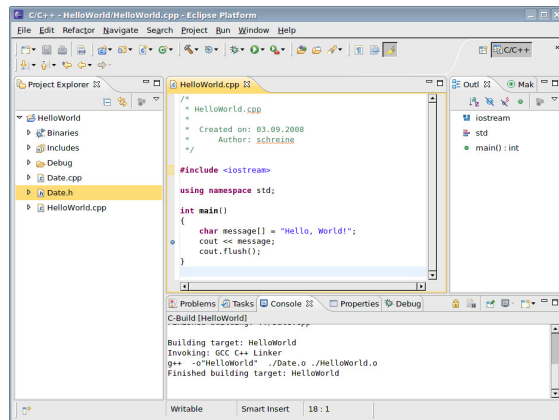 C/C++ - HelloWorld/HelloWorld.cpp - Eclipse Platform
File Edit Refactor Navigate Search Project Run Window Help
C/C++
Project Explorer
HelloWorld
Binaries
Includes
Debug
Date.cpp
Date.h
HelloWorld.cpp
HelloWorld.cpp
/*
* HelloWorld.cpp
*
* Created on: 03.09.2008
* Author: schreine
*/
#include <iostream>
using namespace std;
int main()
{
char message[] = "Hello, World!";
cout << message;
cout.flush();
}
Outl Mak
iostream
std
main() : int
Problems Tasks Console Properties Debug
C-Build [HelloWorld]
Building target: HelloWorld
Invoking: GCC C++ Linker
g++ -o"HelloWorld" ./Date.o ./HelloWorld.o
Finished building target: HelloWorld
Writable Smart Insert 18 : 1